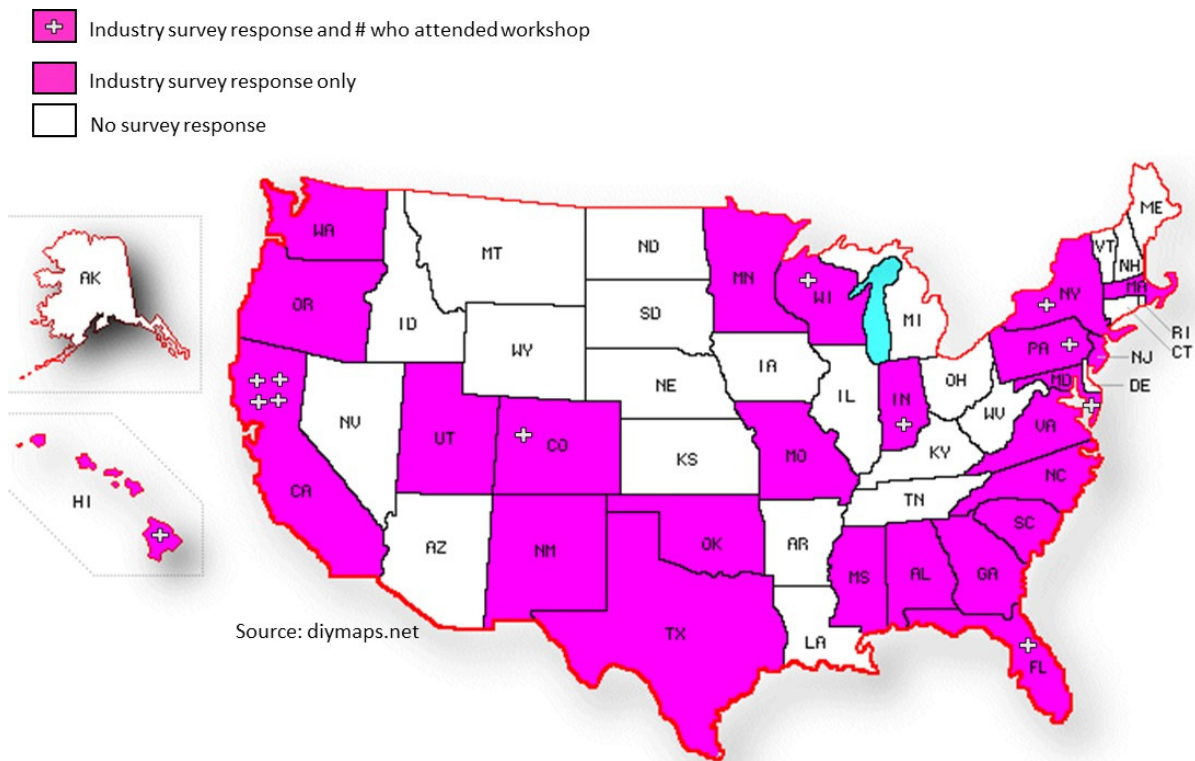 Industry survey response and # who attended workshop
Industry survey response only
No survey response
ME
WA
MT
ND
MN
VT
NH
AK
OR
WI
NY
MA
ID
SD
MI
RI
WY
PA
CT
NJ
IA
NE
OH
MD
DE
IL
IN
NV
UT
CO
WV
VA
KS
MO
KY
CA
NC
HI
TN
SC
AZ
NM
OK
AR
MS
AL
GA
Source: diymaps.net
TX
LA
FL